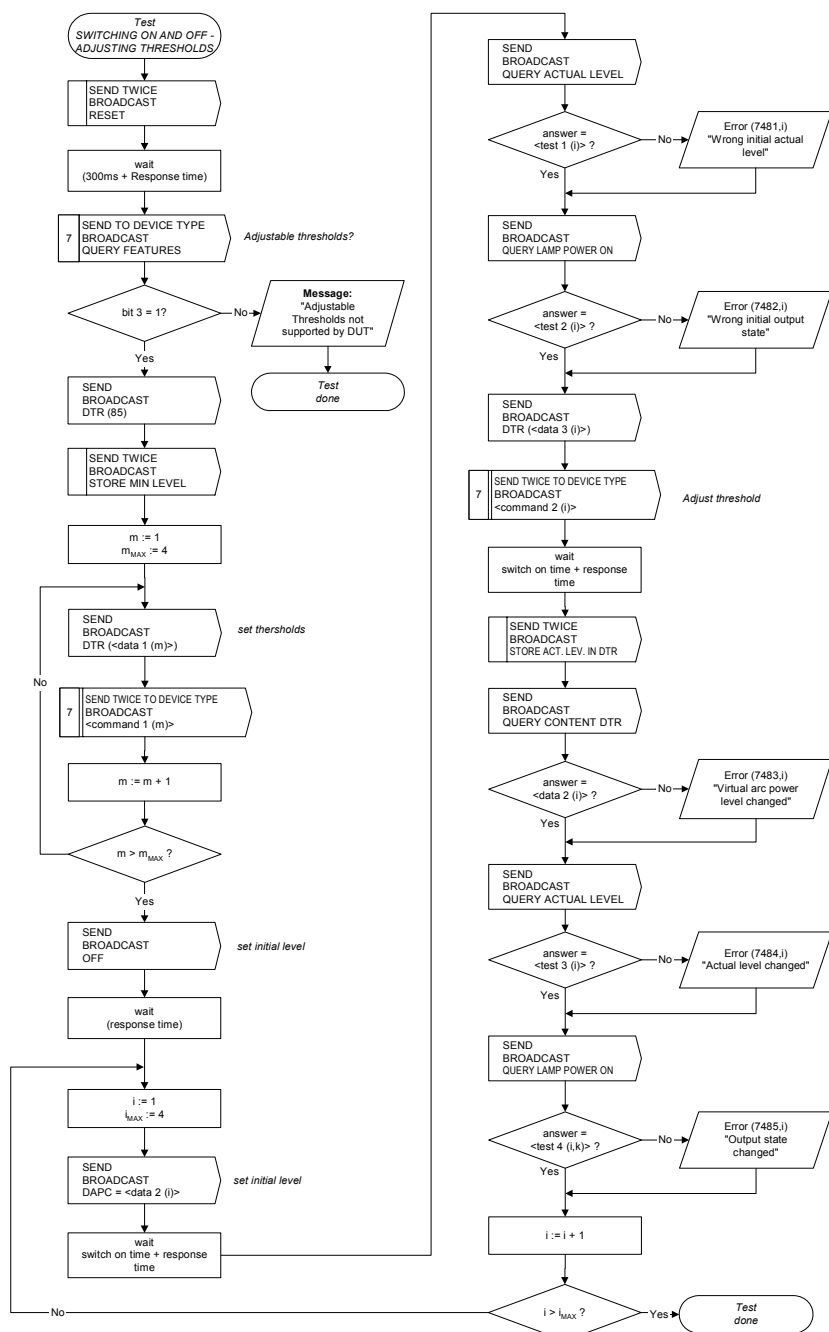 Test
SWITCHING ON AND OFF -
ADJUSTING THRESHOLDS
SEND TWICE
BROADCAST
RESET
wait
(300ms + Response time)
7
SEND TO DEVICE TYPE
BROADCAST
QUERY FEATURES
Adjustable thresholds?
bit 3 = 1?
No
Message:
"Adjustable
Thresholds not
supported by DUT"
Test
done
Yes
SEND
BROADCAST
DTR (85)
SEND TWICE
BROADCAST
STORE MIN LEVEL
m := 1
mMAX := 4
SEND
BROADCAST
DTR (<data 1 (m)>)
set thersholds
No
7
SEND TWICE TO DEVICE TYPE
BROADCAST
<command 1 (m)>
m := m + 1
m > mMAX ?
Yes
SEND
BROADCAST
OFF
set initial level
wait
(response time)
i := 1
iMAX := 4
SEND
BROADCAST
DAPC = <data 2 (i)>
set initial level
wait
switch on time + response
time
SEND
BROADCAST
QUERY ACTUAL LEVEL
answer =
<test 1 (i)> ?
No
Error (7481,i)
"Wrong initial actual
level"
Yes
SEND
BROADCAST
QUERY LAMP POWER ON
answer =
<test 2 (i)> ?
No
Error (7482,i)
"Wrong initial output
state"
Yes
SEND
BROADCAST
DTR (<data 3 (i)>)
7
SEND TWICE TO DEVICE TYPE
BROADCAST
<command 2 (i)>
Adjust threshold
wait
switch on time + response
time
SEND TWICE
BROADCAST
STORE ACT. LEV. IN DTR
SEND
BROADCAST
QUERY CONTENT DTR
answer =
<data 2 (i)> ?
No
Error (7483,i)
"Virtual arc power
level changed"
Yes
SEND
BROADCAST
QUERY ACTUAL LEVEL
answer =
<test 3 (i)> ?
No
Error (7484,i)
"Actual level changed"
Yes
SEND
BROADCAST
QUERY LAMP POWER ON
answer =
<test 4 (i,k)> ?
No
Error (7485,i)
"Output state
changed"
Yes
i := i + 1
i > iMAX ?
No
Yes
Test
done